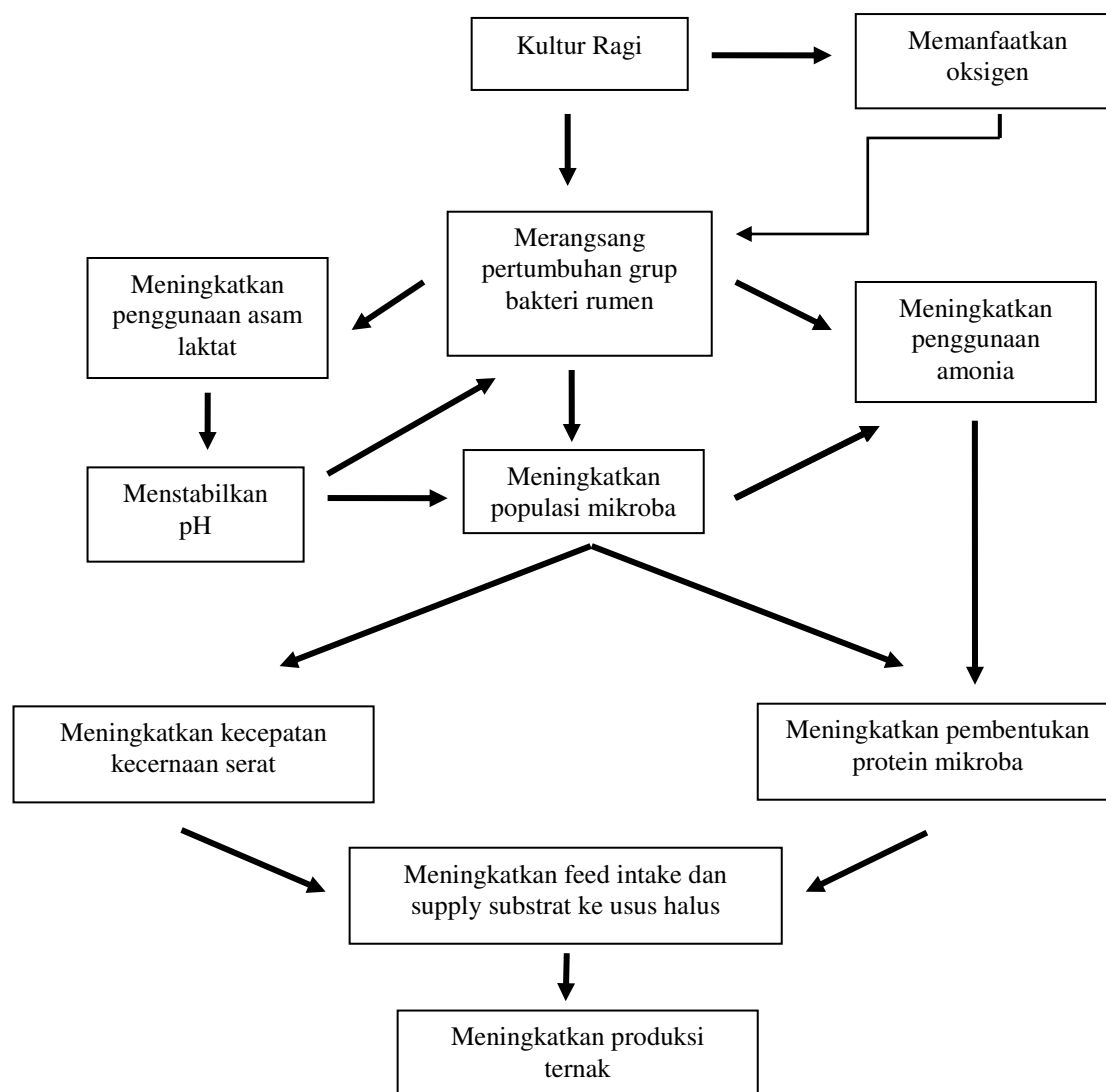 Kultur Ragi
Memanfaatkan
oksigen
Merangsang
pertumbuhan grup
bakteri rumen
Meningkatkan
penggunaan asam
laktat
Meningkatkan
penggunaan
amonia
Menstabilkan
pH
Meningkatkan
populasi mikroba
Meningkatkan kecepatan
kecernaan serat
Meningkatkan pembentukan
protein mikroba
Meningkatkan feed intake dan
supply substrat ke usus halus
Meningkatkan produksi
ternak